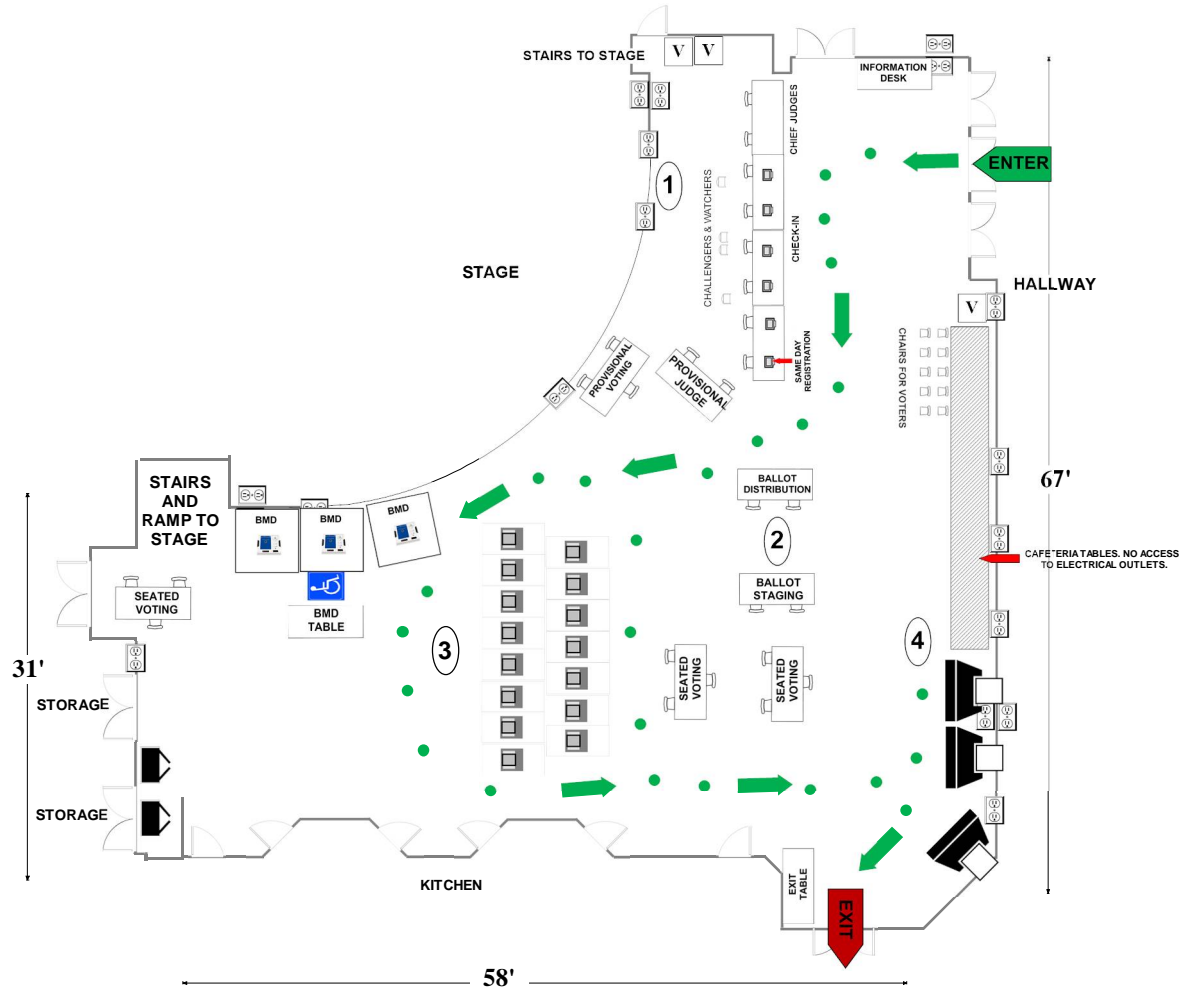 STAIRS TO STAGE
V
V
INFORMATION
DESK
CHIEF JUDGES
ENTER
1
CHALLENGERS & WATCHERS
CHECK-IN
STAGE
HALLWAY
V
SAME DAY
REGISTRATION
CHAIRS FOR VOTERS
PROVISIONAL
VOTING
PROVISIONAL
JUDGE
STAIRS
AND
RAMP TO
STAGE
BMD
BMD
BMD
BALLOT
DISTRIBUTION
67'
2
CAFETERIA TABLES. NO ACCESS
TO ELECTRICAL OUTLETS.
SEATED
VOTING
BMD
TABLE
BALLOT
STAGING
3
4
31'
SEATED
VOTING
SEATED
VOTING
STORAGE
STORAGE
KITCHEN
EXIT
TABLE
EXIT
58'